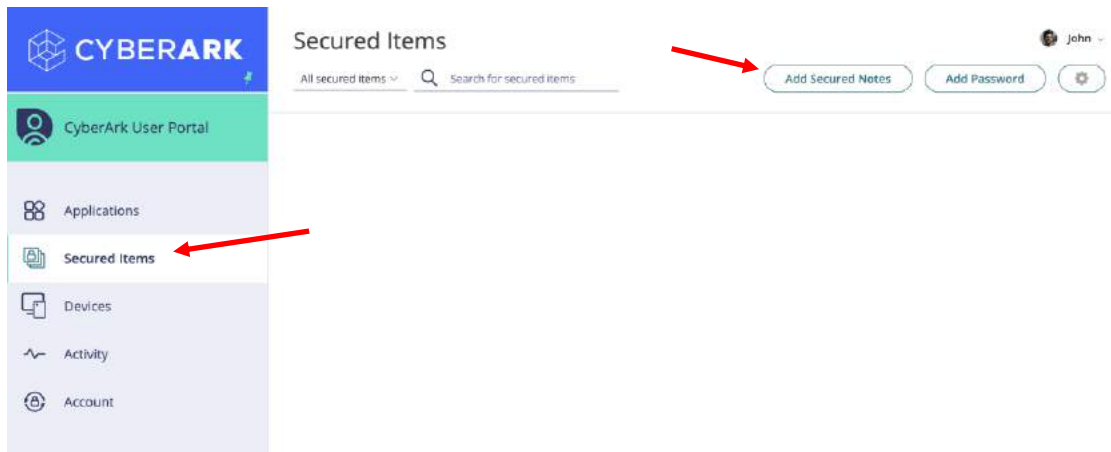 CYBERARK
CyberArk User Portal
Applications
Secured Items
Devices
Activity
Account
Secured Items
John
All secured items
Search for secured items
Add Secured Notes
Add Password